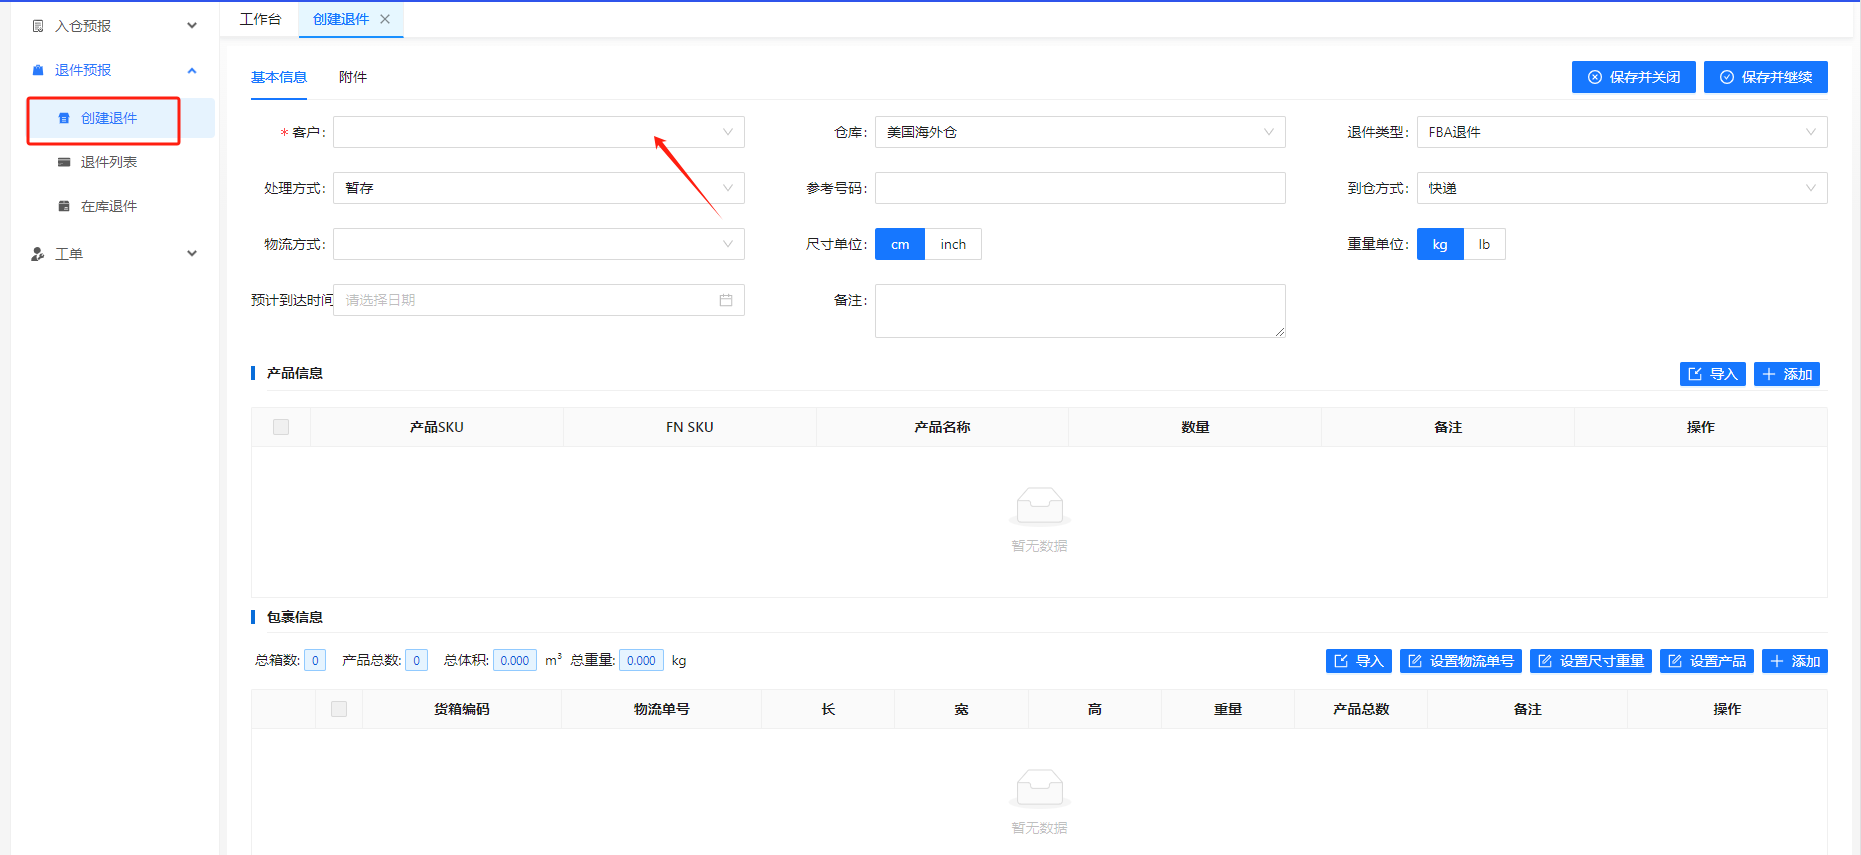 入仓预报
退件预报
创建退件
退件列表
在库退件
工单
工作台 创建退件
基本信息 附件 保存并关闭 保存并继续
* 客户: 仓库: 美国海外仓 退件类型: FBA退件
处理方式: 暂存 参考号码: 到仓方式: 快递
物流方式: 尺寸单位: cm inch 重量单位: kg lb
预计到达时间 请选择日期 备注:
产品信息 导入 添加
产品SKU FN SKU 产品名称 数量 备注 操作
暂无数据
包裹信息
总箱数: 0 产品总数: 0 总体积: 0.000 m³ 总重量: 0.000 kg 导入 设置物流单号 设置尺寸重量 设置产品 添加
货箱编码 物流单号 长 宽 高 重量 产品总数 备注 操作
暂无数据